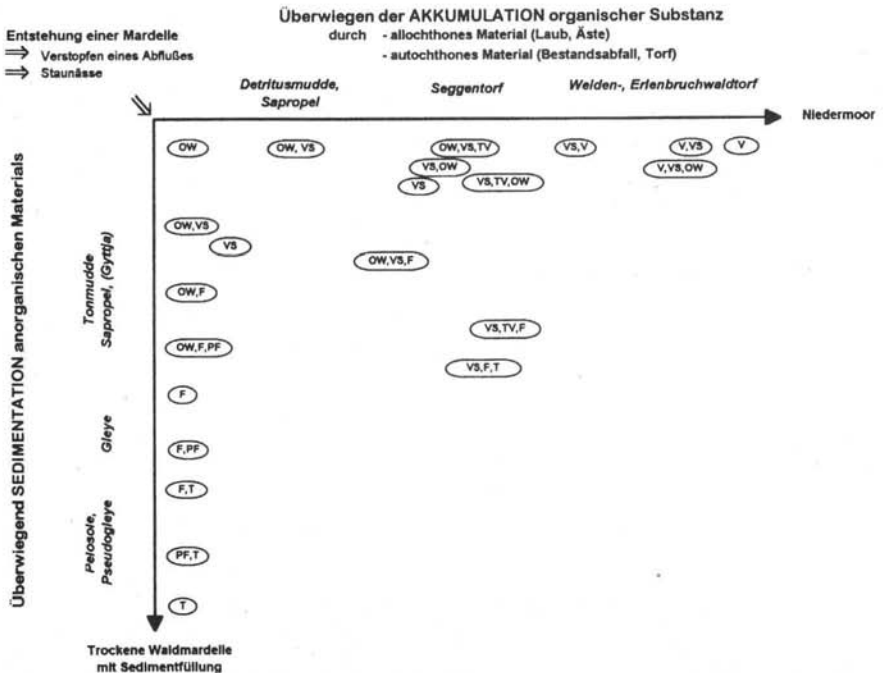 Überwiegen der AKKUMULATION organischer Substanz
Entstehung einer Mardelle
durch - allochthones Material (Laub, Äste)
⇒ Verstopfen eines Abflußes
- autochthones Material (Bestandsabfall, Torf)
⇒ Staunässe
Detritusmudde,
Sapropel
Seggentorf
Weiden-, Erlenbruchwaldtorf
Niedermoor
OW
OW, VS
OW,VS,TV
VS,V
V,VS
V
VS,OW
V,VS,OW
VS
VS,TV,OW
OW,VS
VS
OW,VS,F
OW,F
VS,TV,F
OW,F,PF
VS,F,T
F
F,PF
F,T
PF,T
T
Überwiegend SEDIMENTATION anorganischen Materials
Tonmudde
Sapropel, (Gyttja)
Gleye
Pelosole,
Pseudogleye
Trockene Waldmardelle
mit Sedimentfüllung